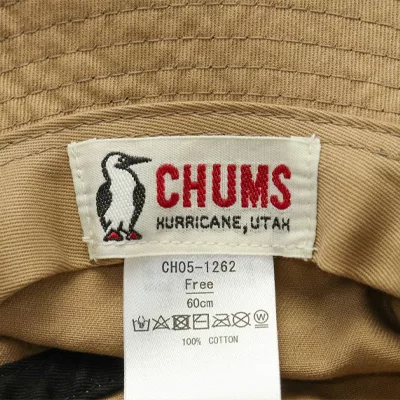 CHUMS
HURRICANE, UTAH
CH05-1262
Free
60cm
100% COTTON